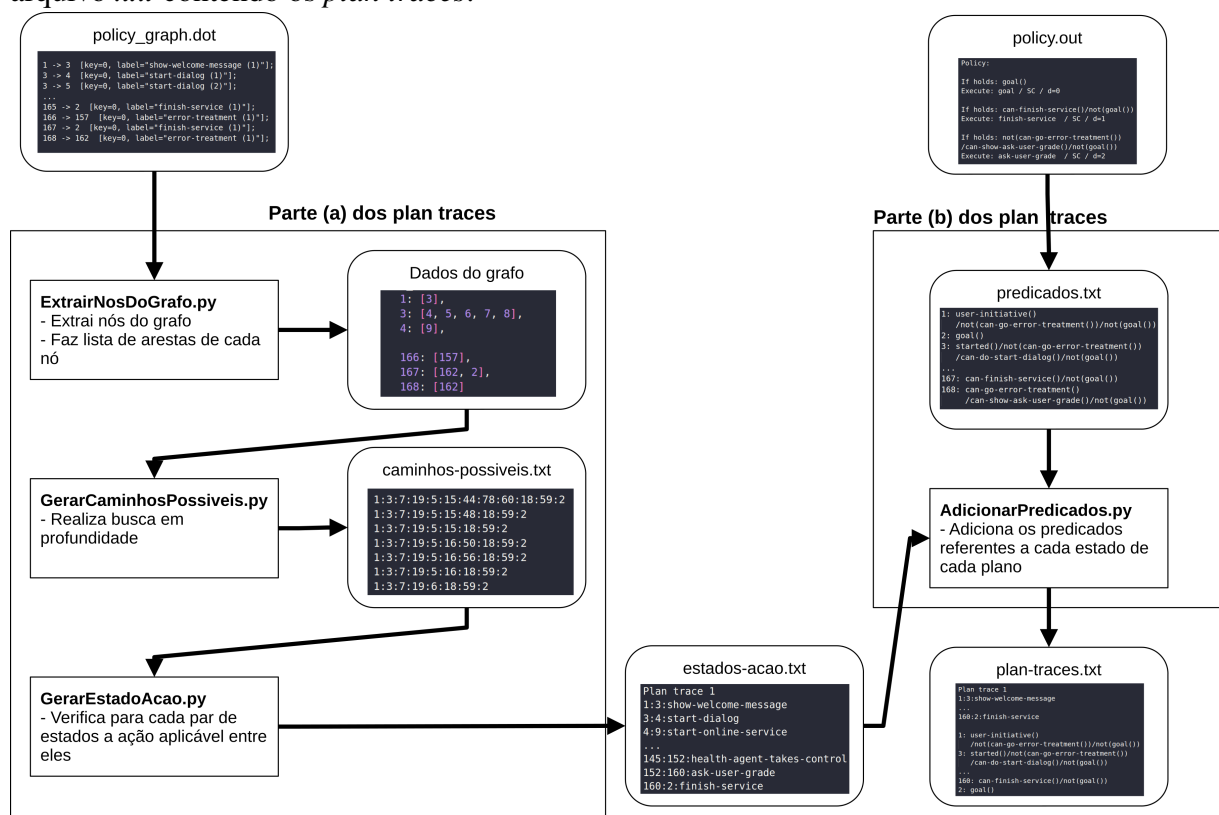 arquivo .txt contendo os plan traces.
policy_graph.dot
1 -> 3  [key=0, label="show-welcome-message (1)"];
3 -> 4  [key=0, label="start-dialog (1)"];
3 -> 5  [key=0, label="start-dialog (2)"];
...
165 -> 2  [key=0, label="finish-service (1)"];
166 -> 157  [key=0, label="error-treatment (1)"];
167 -> 2  [key=0, label="finish-service (1)"];
168 -> 162  [key=0, label="error-treatment (1)"];
policy.out
Policy:
If holds: goal()
Execute: goal / SC / d=0
If holds: can-finish-service()/not(goal())
Execute: finish-service  / SC / d=1
If holds: not(can-go-error-treatment())
/can-show-ask-user-grade()/not(goal())
Execute: ask-user-grade  / SC / d=2
Parte (a) dos plan traces
Parte (b) dos plan traces
ExtrairNosDoGrafo.py
- Extrai nós do grafo
- Faz lista de arestas de cada
nó
Dados do grafo
1: [3],
3: [4, 5, 6, 7, 8],
4: [9],
166: [157],
167: [162, 2],
168: [162]
predicados.txt
1: user-initiative()
/not(can-go-error-treatment())/not(goal())
2: goal()
3: started()/not(can-go-error-treatment())
/can-do-start-dialog()/not(goal())
...
167: can-finish-service()/not(goal())
168: can-go-error-treatment()
/can-show-ask-user-grade()/not(goal())
GerarCaminhosPossiveis.py
- Realiza busca em
profundidade
caminhos-possiveis.txt
1:3:7:19:5:15:44:78:60:18:59:2
1:3:7:19:5:15:48:18:59:2
1:3:7:19:5:15:18:59:2
1:3:7:19:5:16:50:18:59:2
1:3:7:19:5:16:56:18:59:2
1:3:7:19:5:16:18:59:2
1:3:7:19:6:18:59:2
AdicionarPredicados.py
- Adiciona os predicados
referentes a cada estado de
cada plano
GerarEstadoAcao.py
- Verifica para cada par de
estados a ação aplicável entre
eles
estados-acao.txt
Plan trace 1
1:3:show-welcome-message
3:4:start-dialog
4:9:start-online-service
...
145:152:health-agent-takes-control
152:160:ask-user-grade
160:2:finish-service
plan-traces.txt
Plan trace 1
1:3:show-welcome-message
...
160:2:finish-service
1: user-initiative()
/not(can-go-error-treatment())/not(goal())
3: started()/not(can-go-error-treatment())
/can-do-start-dialog()/not(goal())
...
160: can-finish-service()/not(goal())
2: goal()